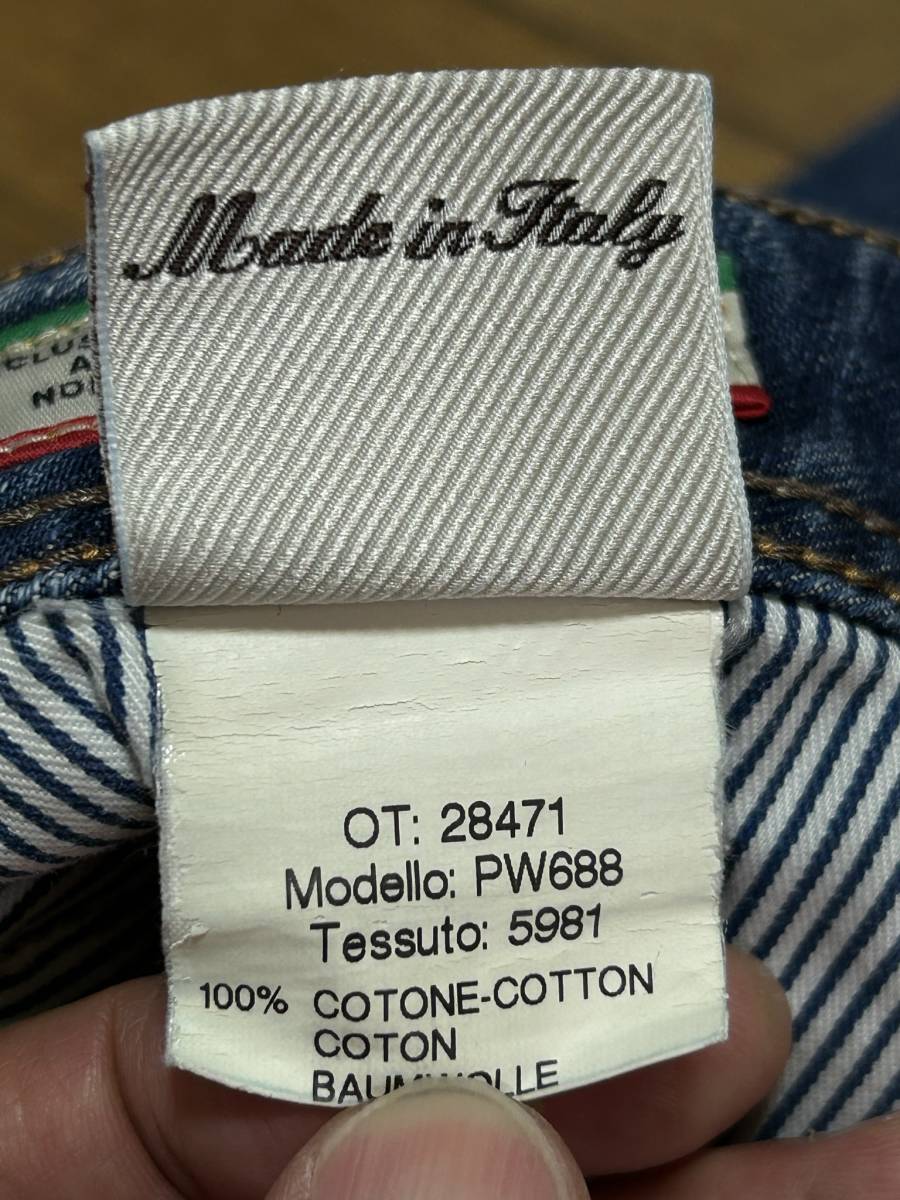 Made in Italy
OT: 28471
Modello: PW688
Tessuto: 5981
100% COTONE-COTTON
COTON
BAUMWOLLE